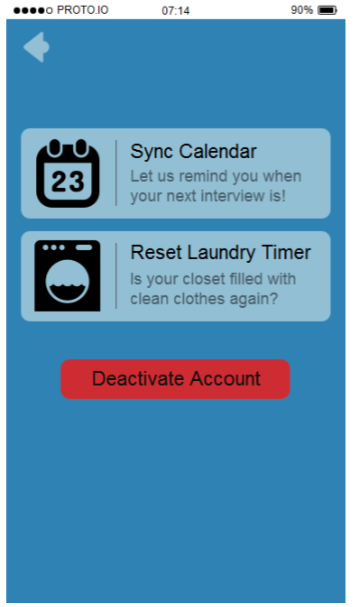 PROTO.IO 07:14 90%
Sync Calendar
Let us remind you when
your next interview is!
23
Reset Laundry Timer
Is your closet filled with
clean clothes again?
Deactivate Account